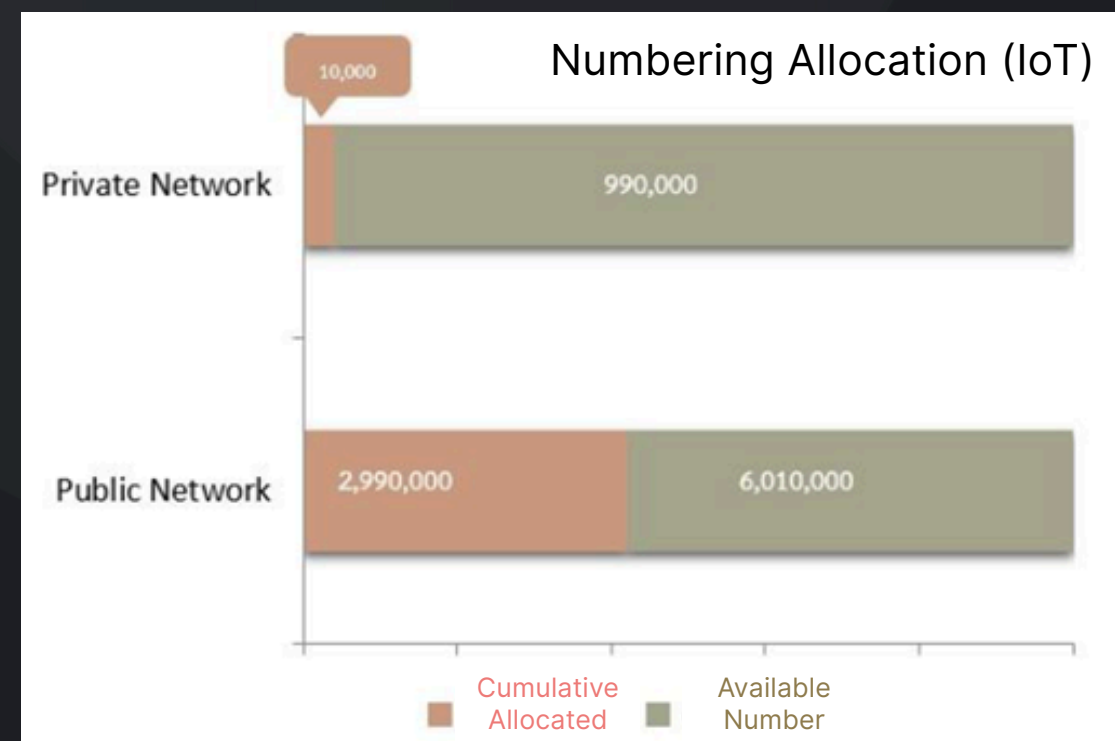 Numbering Allocation (IoT)
10,000
Private Network
990,000
Public Network
2,990,000
6,010,000
Cumulative
Allocated
Available
Number